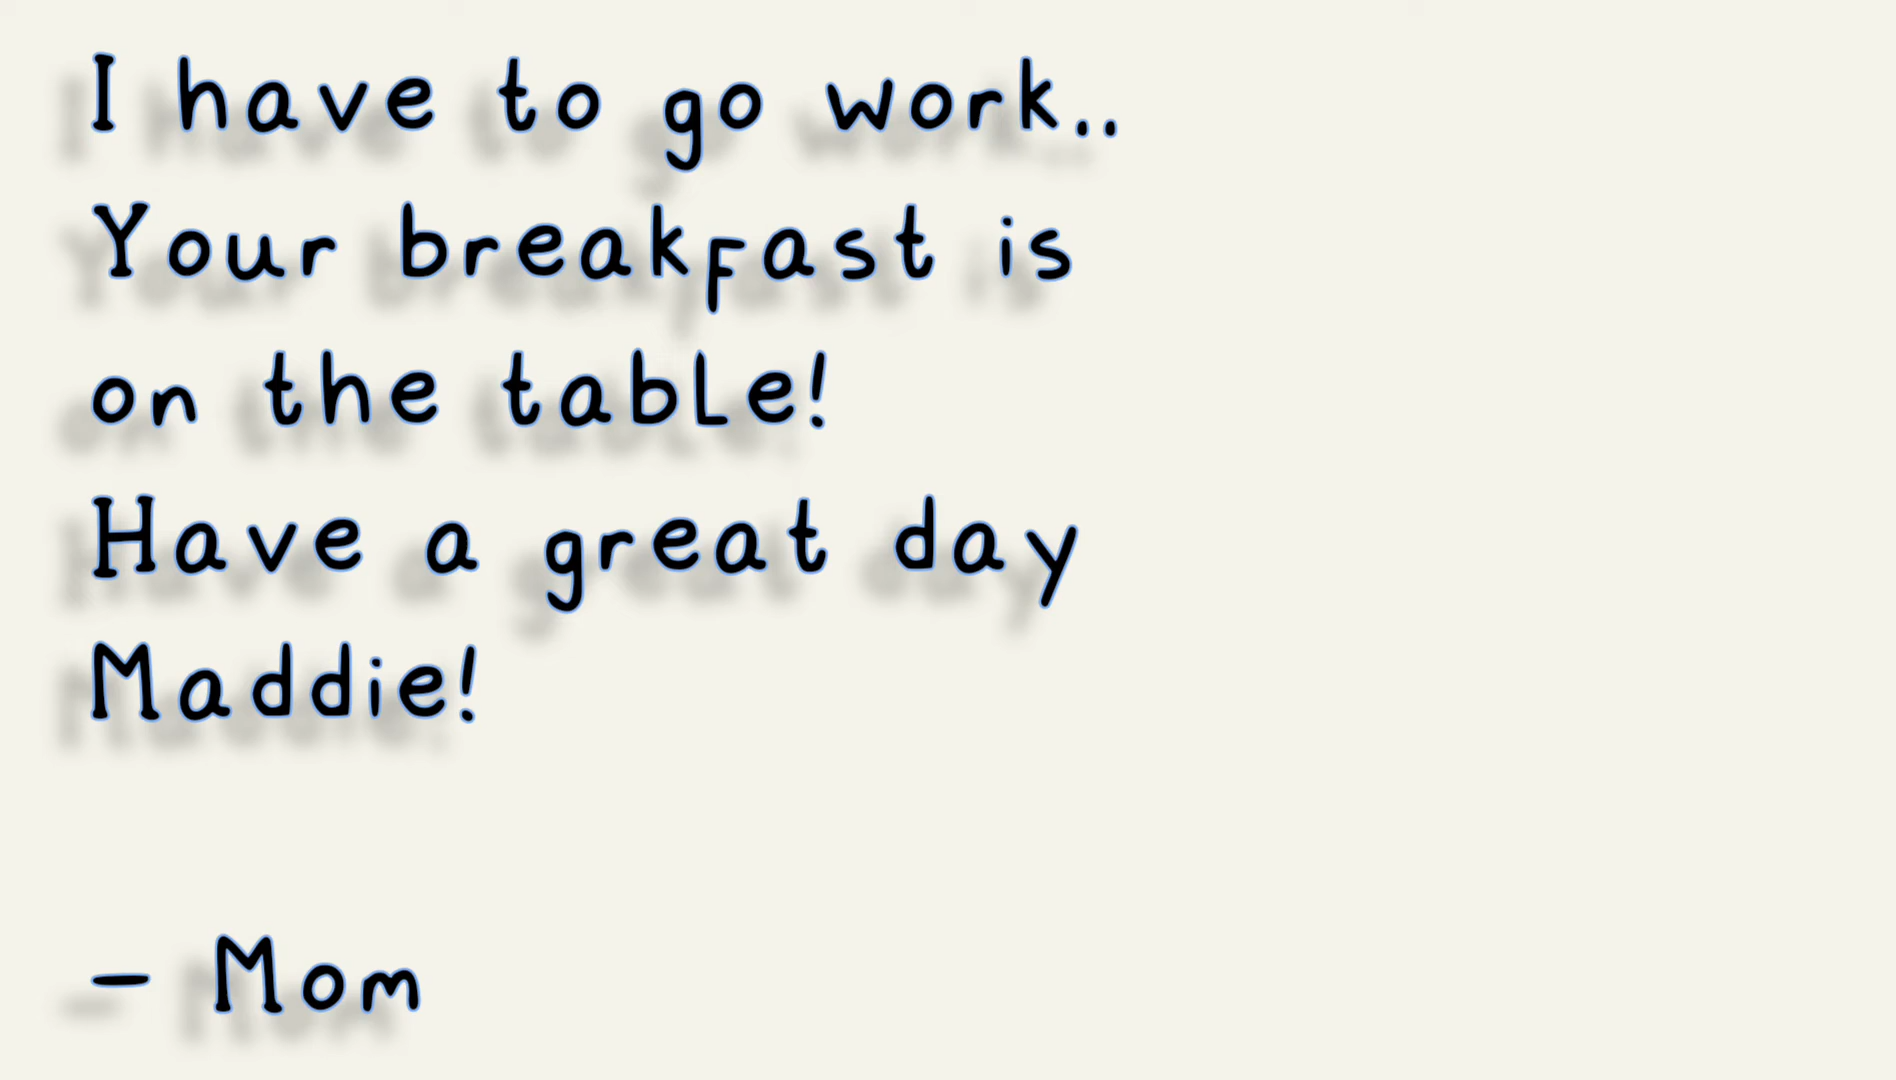 I have to go work..
Your breakfast is
on the table!
Have a great day
Maddie!
- Mom